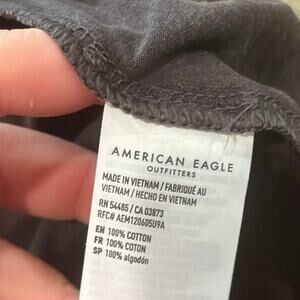 AMERICAN EAGLE
OUTFITTERS
MADE IN VIETNAM / FABRIQUÉ AU
VIETNAM / HECHO EN VIETNAM
RN 54485 / CA 03873
RFC# AEM120605U9A
EN 100% COTTON
FR 100% COTON
SP 100% algodón